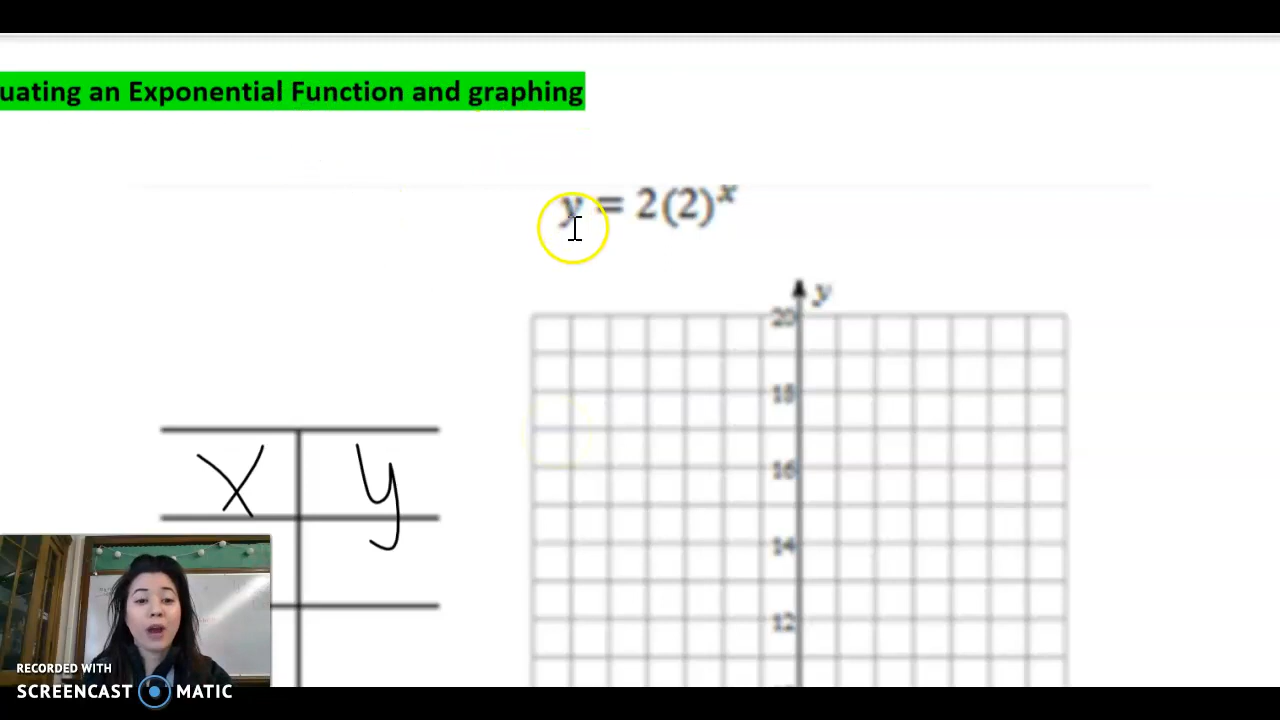 uating an Exponential Function and graphing
y = 2(2)^x
y
20
18
16
14
12
x y
RECORDED WITH
SCREENCAST MATIC